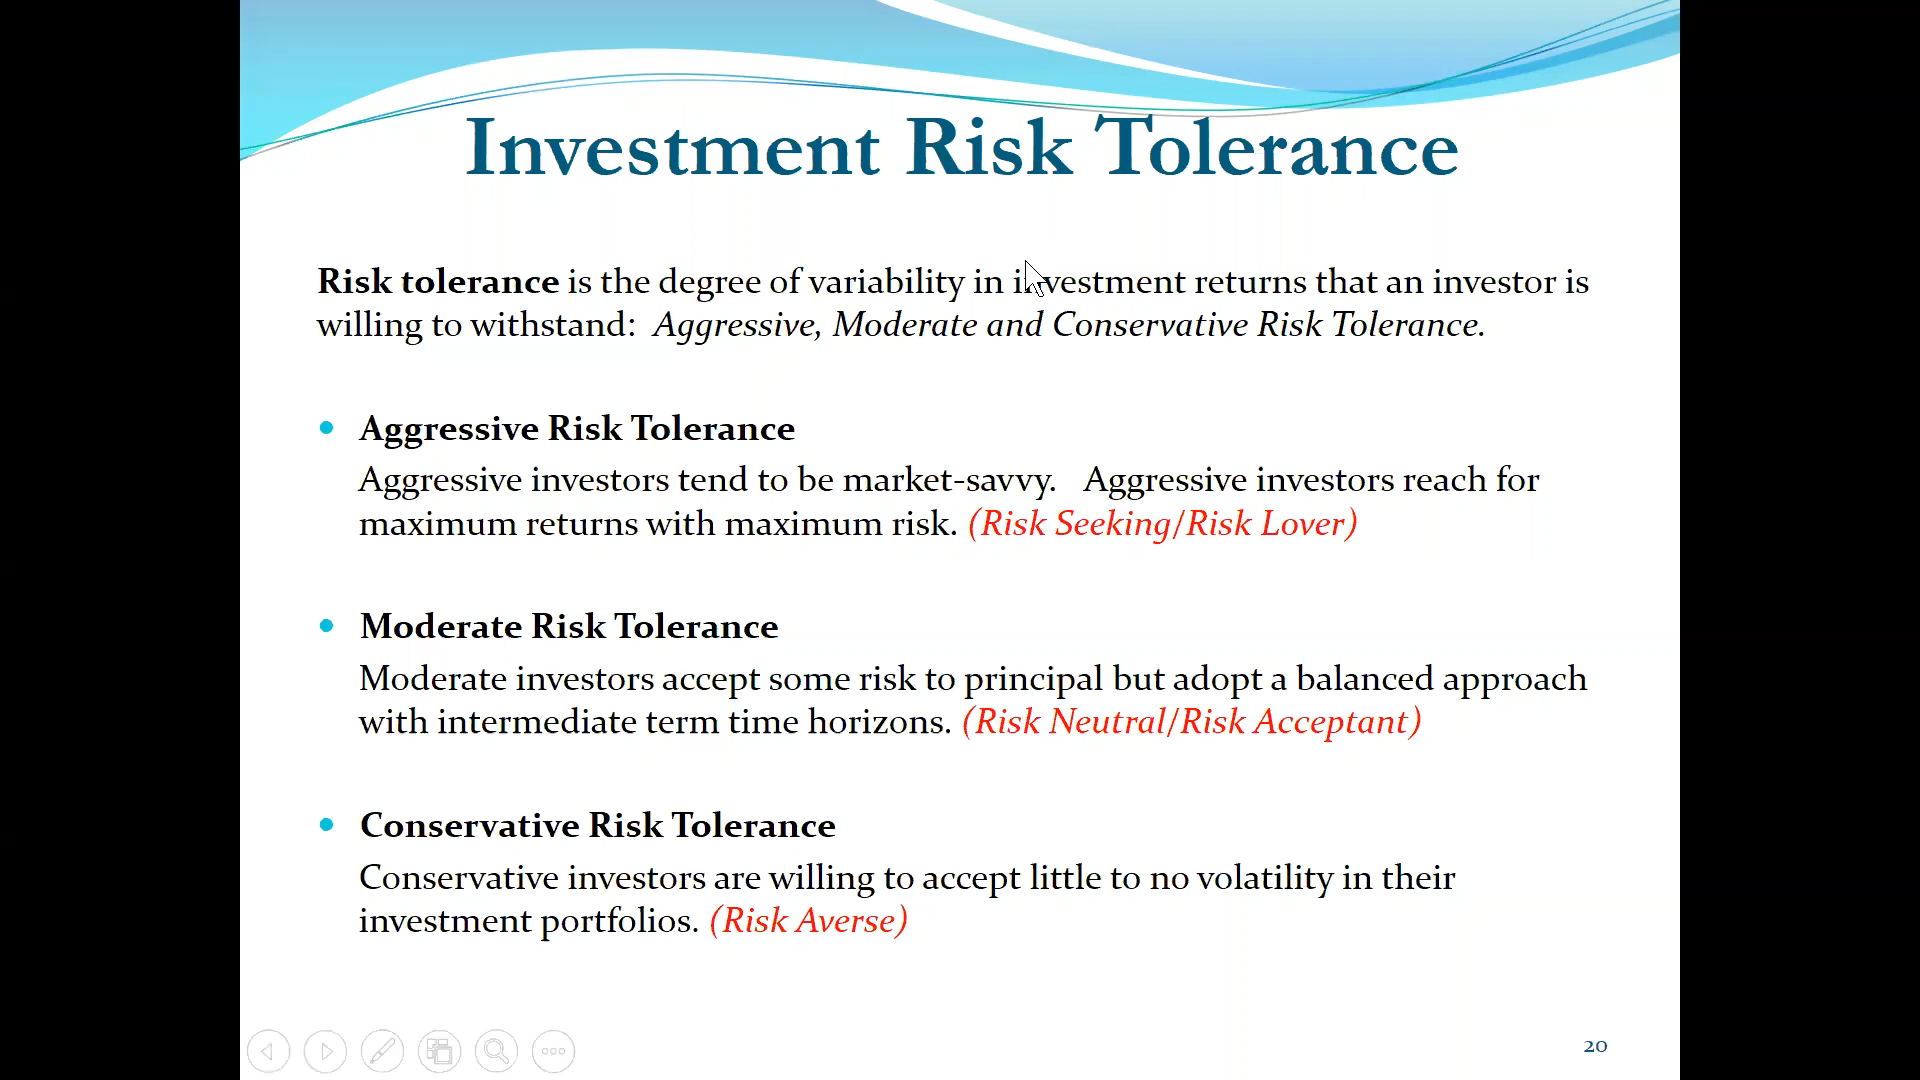 Investment Risk Tolerance
Risk tolerance is the degree of variability in investment returns that an investor is
willing to withstand: Aggressive, Moderate and Conservative Risk Tolerance.
• Aggressive Risk Tolerance
Aggressive investors tend to be market-savvy. Aggressive investors reach for
maximum returns with maximum risk. (Risk Seeking/Risk Lover)
• Moderate Risk Tolerance
Moderate investors accept some risk to principal but adopt a balanced approach
with intermediate term time horizons. (Risk Neutral/Risk Acceptant)
• Conservative Risk Tolerance
Conservative investors are willing to accept little to no volatility in their
investment portfolios. (Risk Averse)
20